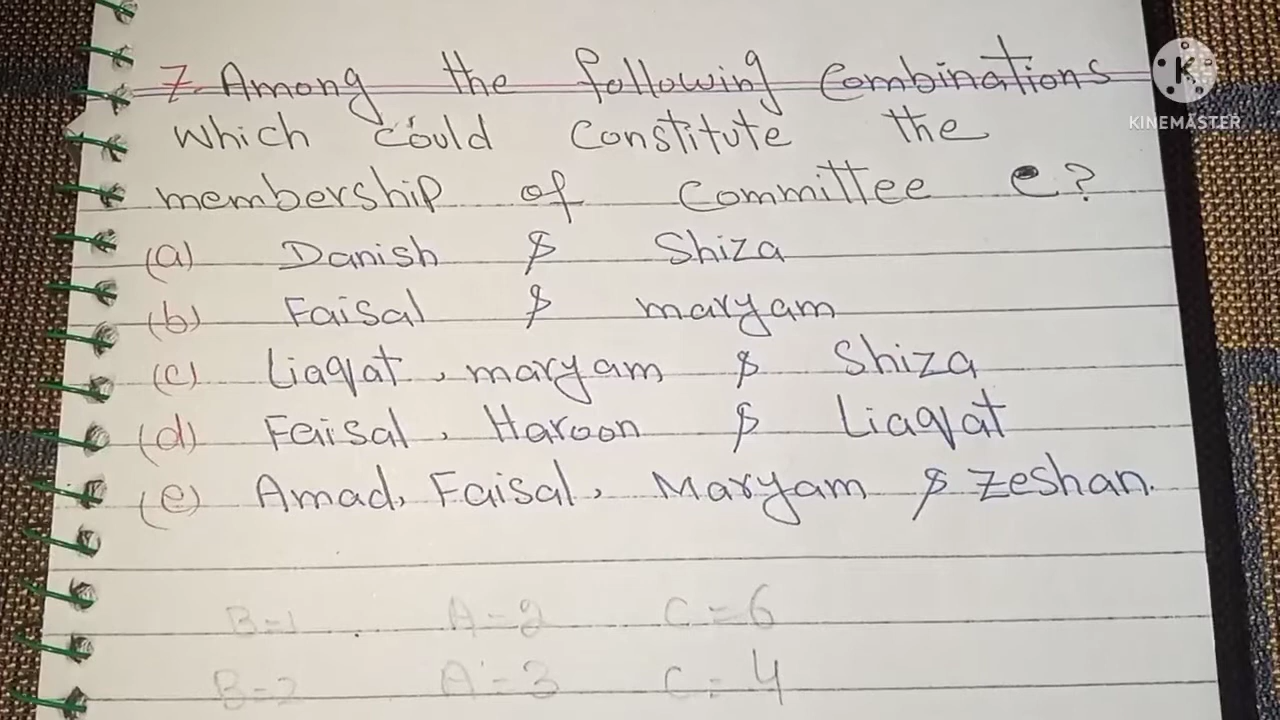 7. Among the following Combinations
which could constitute the
membership of Committee e?
(a) Danish & Shiza
(b) Faisal & maryam
(c) Liaqat, maryam & Shiza
(d) Faisal, Haroon & Liaqat
(e) Amad, Faisal, Maryam & Zeshan.
B=1 A=2 C=6
B=2 A=3 C=4
K
KINEMASTER